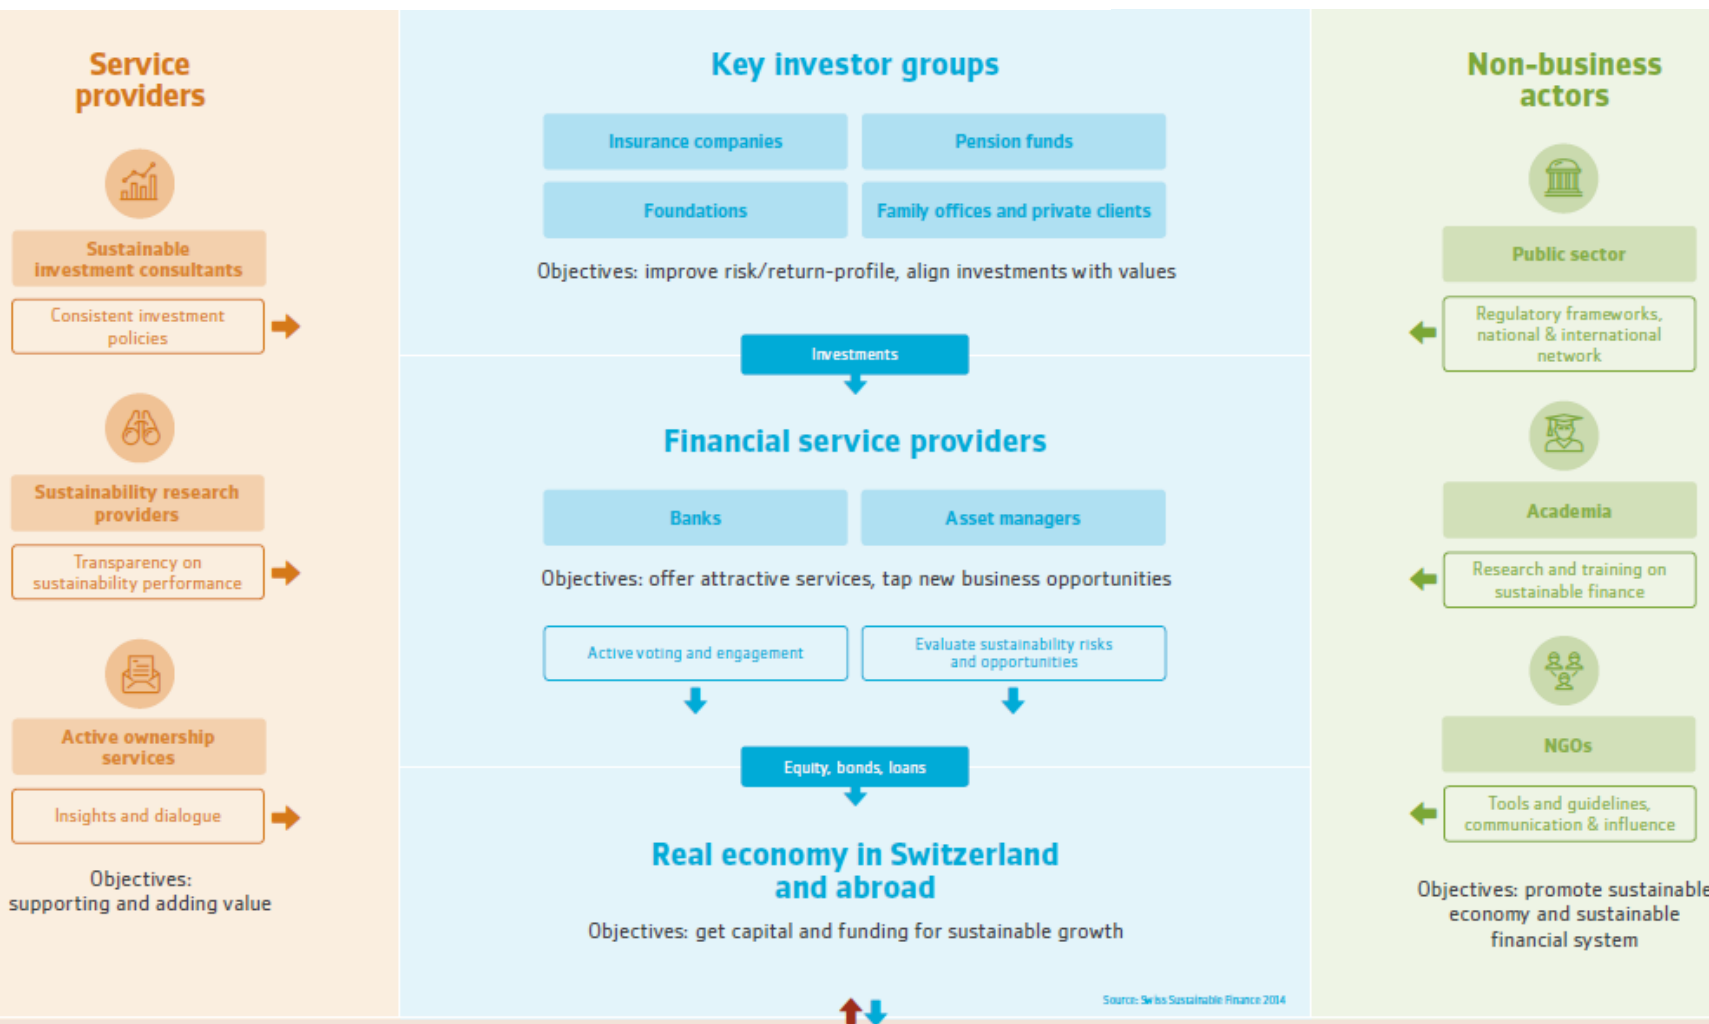 Service
providers
Sustainable
investment consultants
Consistent investment
policies
Sustainability research
providers
Transparency on
sustainability performance
Active ownership
services
Insights and dialogue
Objectives:
supporting and adding value
Key investor groups
Insurance companies
Pension funds
Foundations
Family offices and private clients
Objectives: improve risk/return-profile, align investments with values
Investments
Financial service providers
Banks
Asset managers
Objectives: offer attractive services, tap new business opportunities
Active voting and engagement
Evaluate sustainability risks
and opportunities
Equity, bonds, loans
Real economy in Switzerland
and abroad
Objectives: get capital and funding for sustainable growth
Source: Swiss Sustainable Finance 2014
Non-business
actors
Public sector
Regulatory frameworks,
national & international
network
Academia
Research and training on
sustainable finance
NGOs
Tools and guidelines,
communication & influence
Objectives: promote sustainable
economy and sustainable
financial system